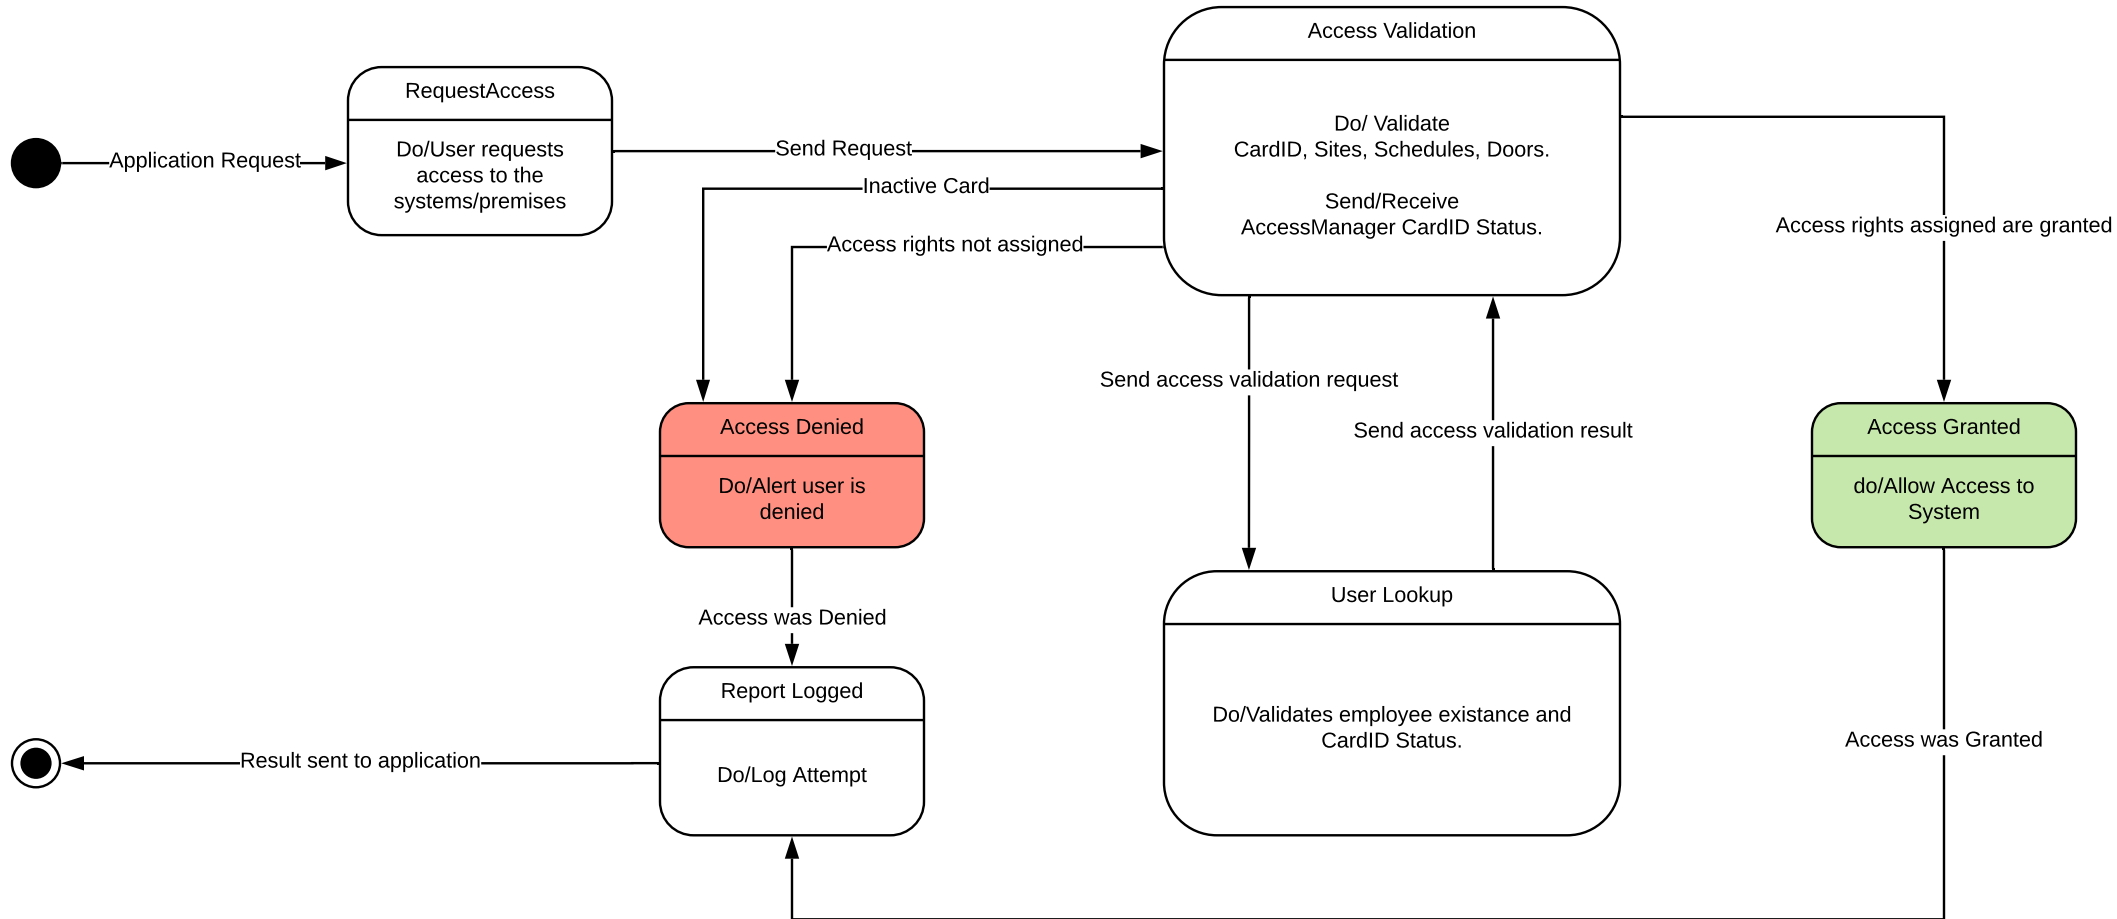 Access Validation
RequestAccess
Do/ Validate
CardID, Sites, Schedules, Doors.
Send/Receive
AccessManager CardID Status.
Application Request
Do/User requests
access to the
systems/premises
Send Request
Inactive Card
Access rights not assigned
Access rights assigned are granted
Send access validation request
Send access validation result
Access Denied
Do/Alert user is
denied
Access Granted
do/Allow Access to
System
Access was Denied
User Lookup
Do/Validates employee existance and
CardID Status.
Report Logged
Do/Log Attempt
Result sent to application
Access was Granted